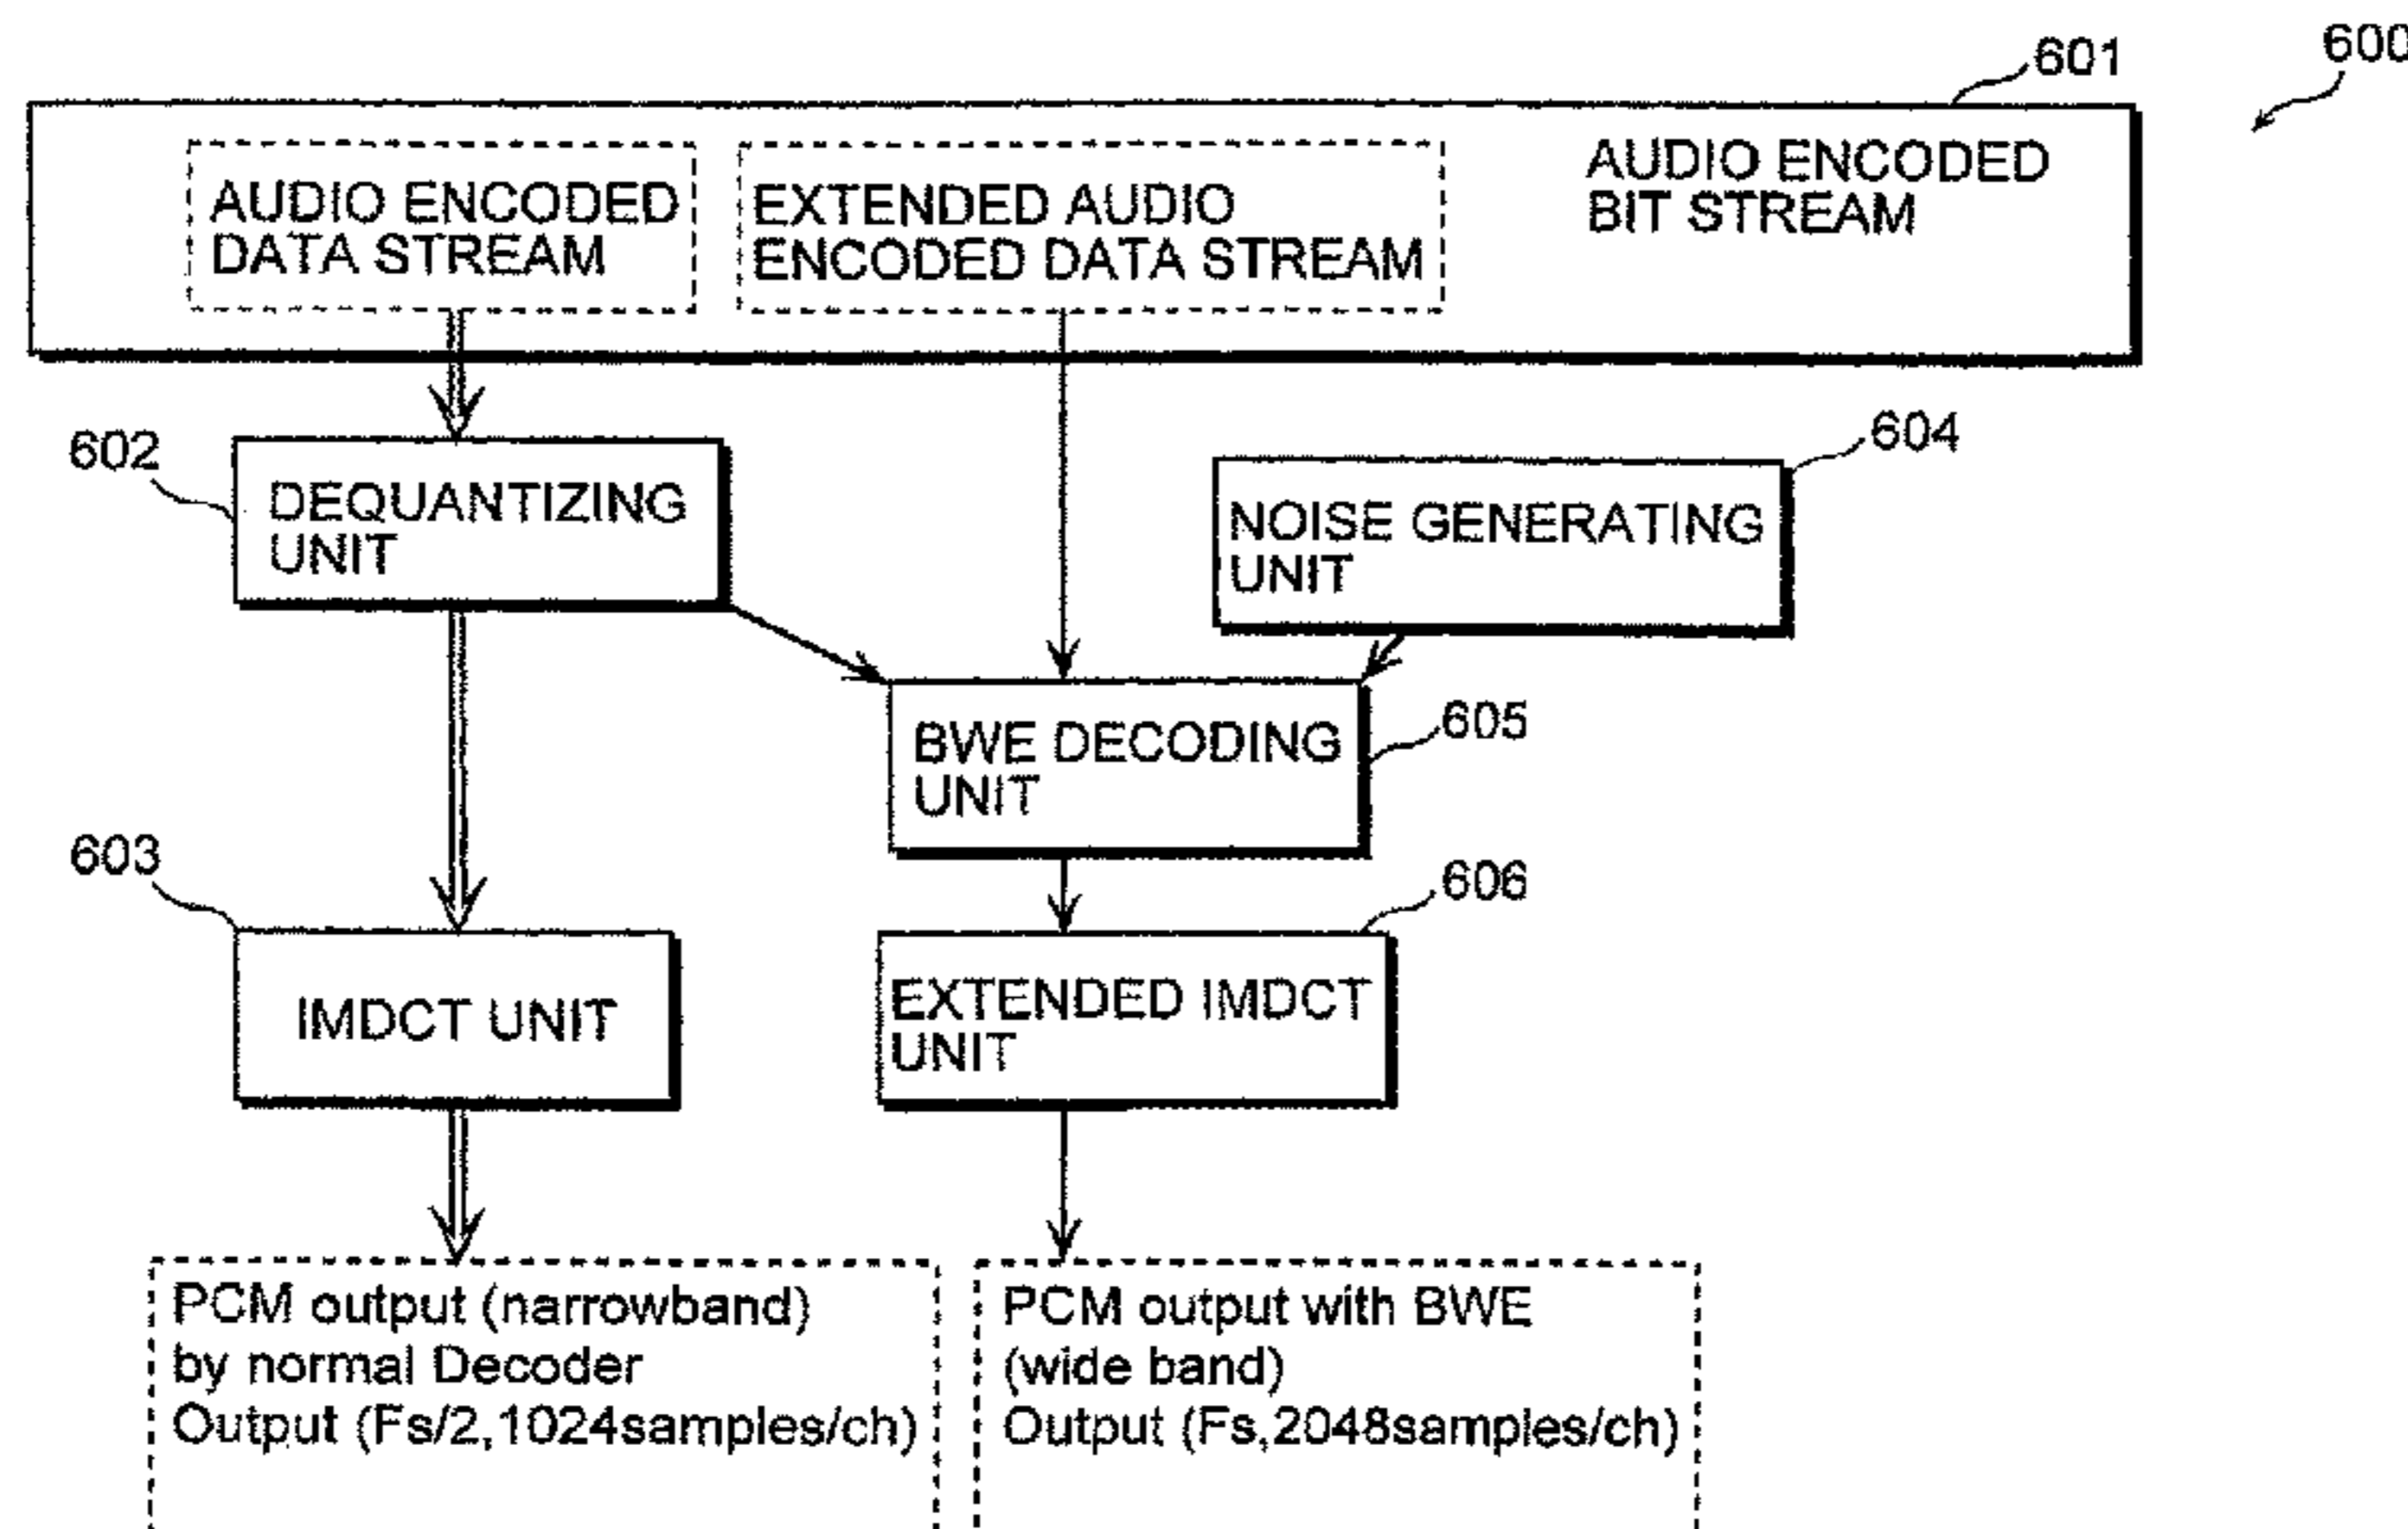 600
601
AUDIO ENCODED
DATA STREAM
EXTENDED AUDIO
ENCODED DATA STREAM
AUDIO ENCODED
BIT STREAM
602
DEQUANTIZING
UNIT
604
NOISE GENERATING
UNIT
605
BWE DECODING
UNIT
603
IMDCT UNIT
606
EXTENDED IMDCT
UNIT
PCM output (narrowband)
by normal Decoder
Output (Fs/2,1024samples/ch)
PCM output with BWE
(wide band)
Output (Fs,2048samples/ch)